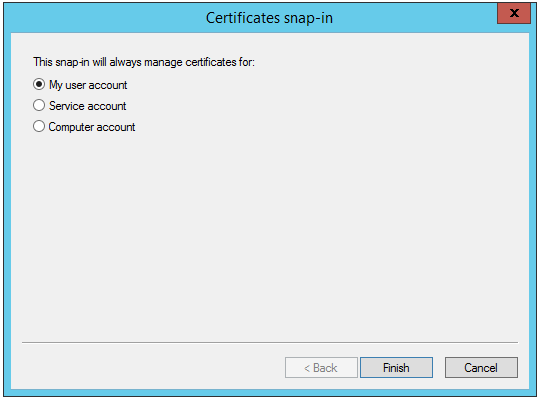 Certificates snap-in
x
This snap-in will always manage certificates for:
My user account
Service account
Computer account
< Back
Finish
Cancel